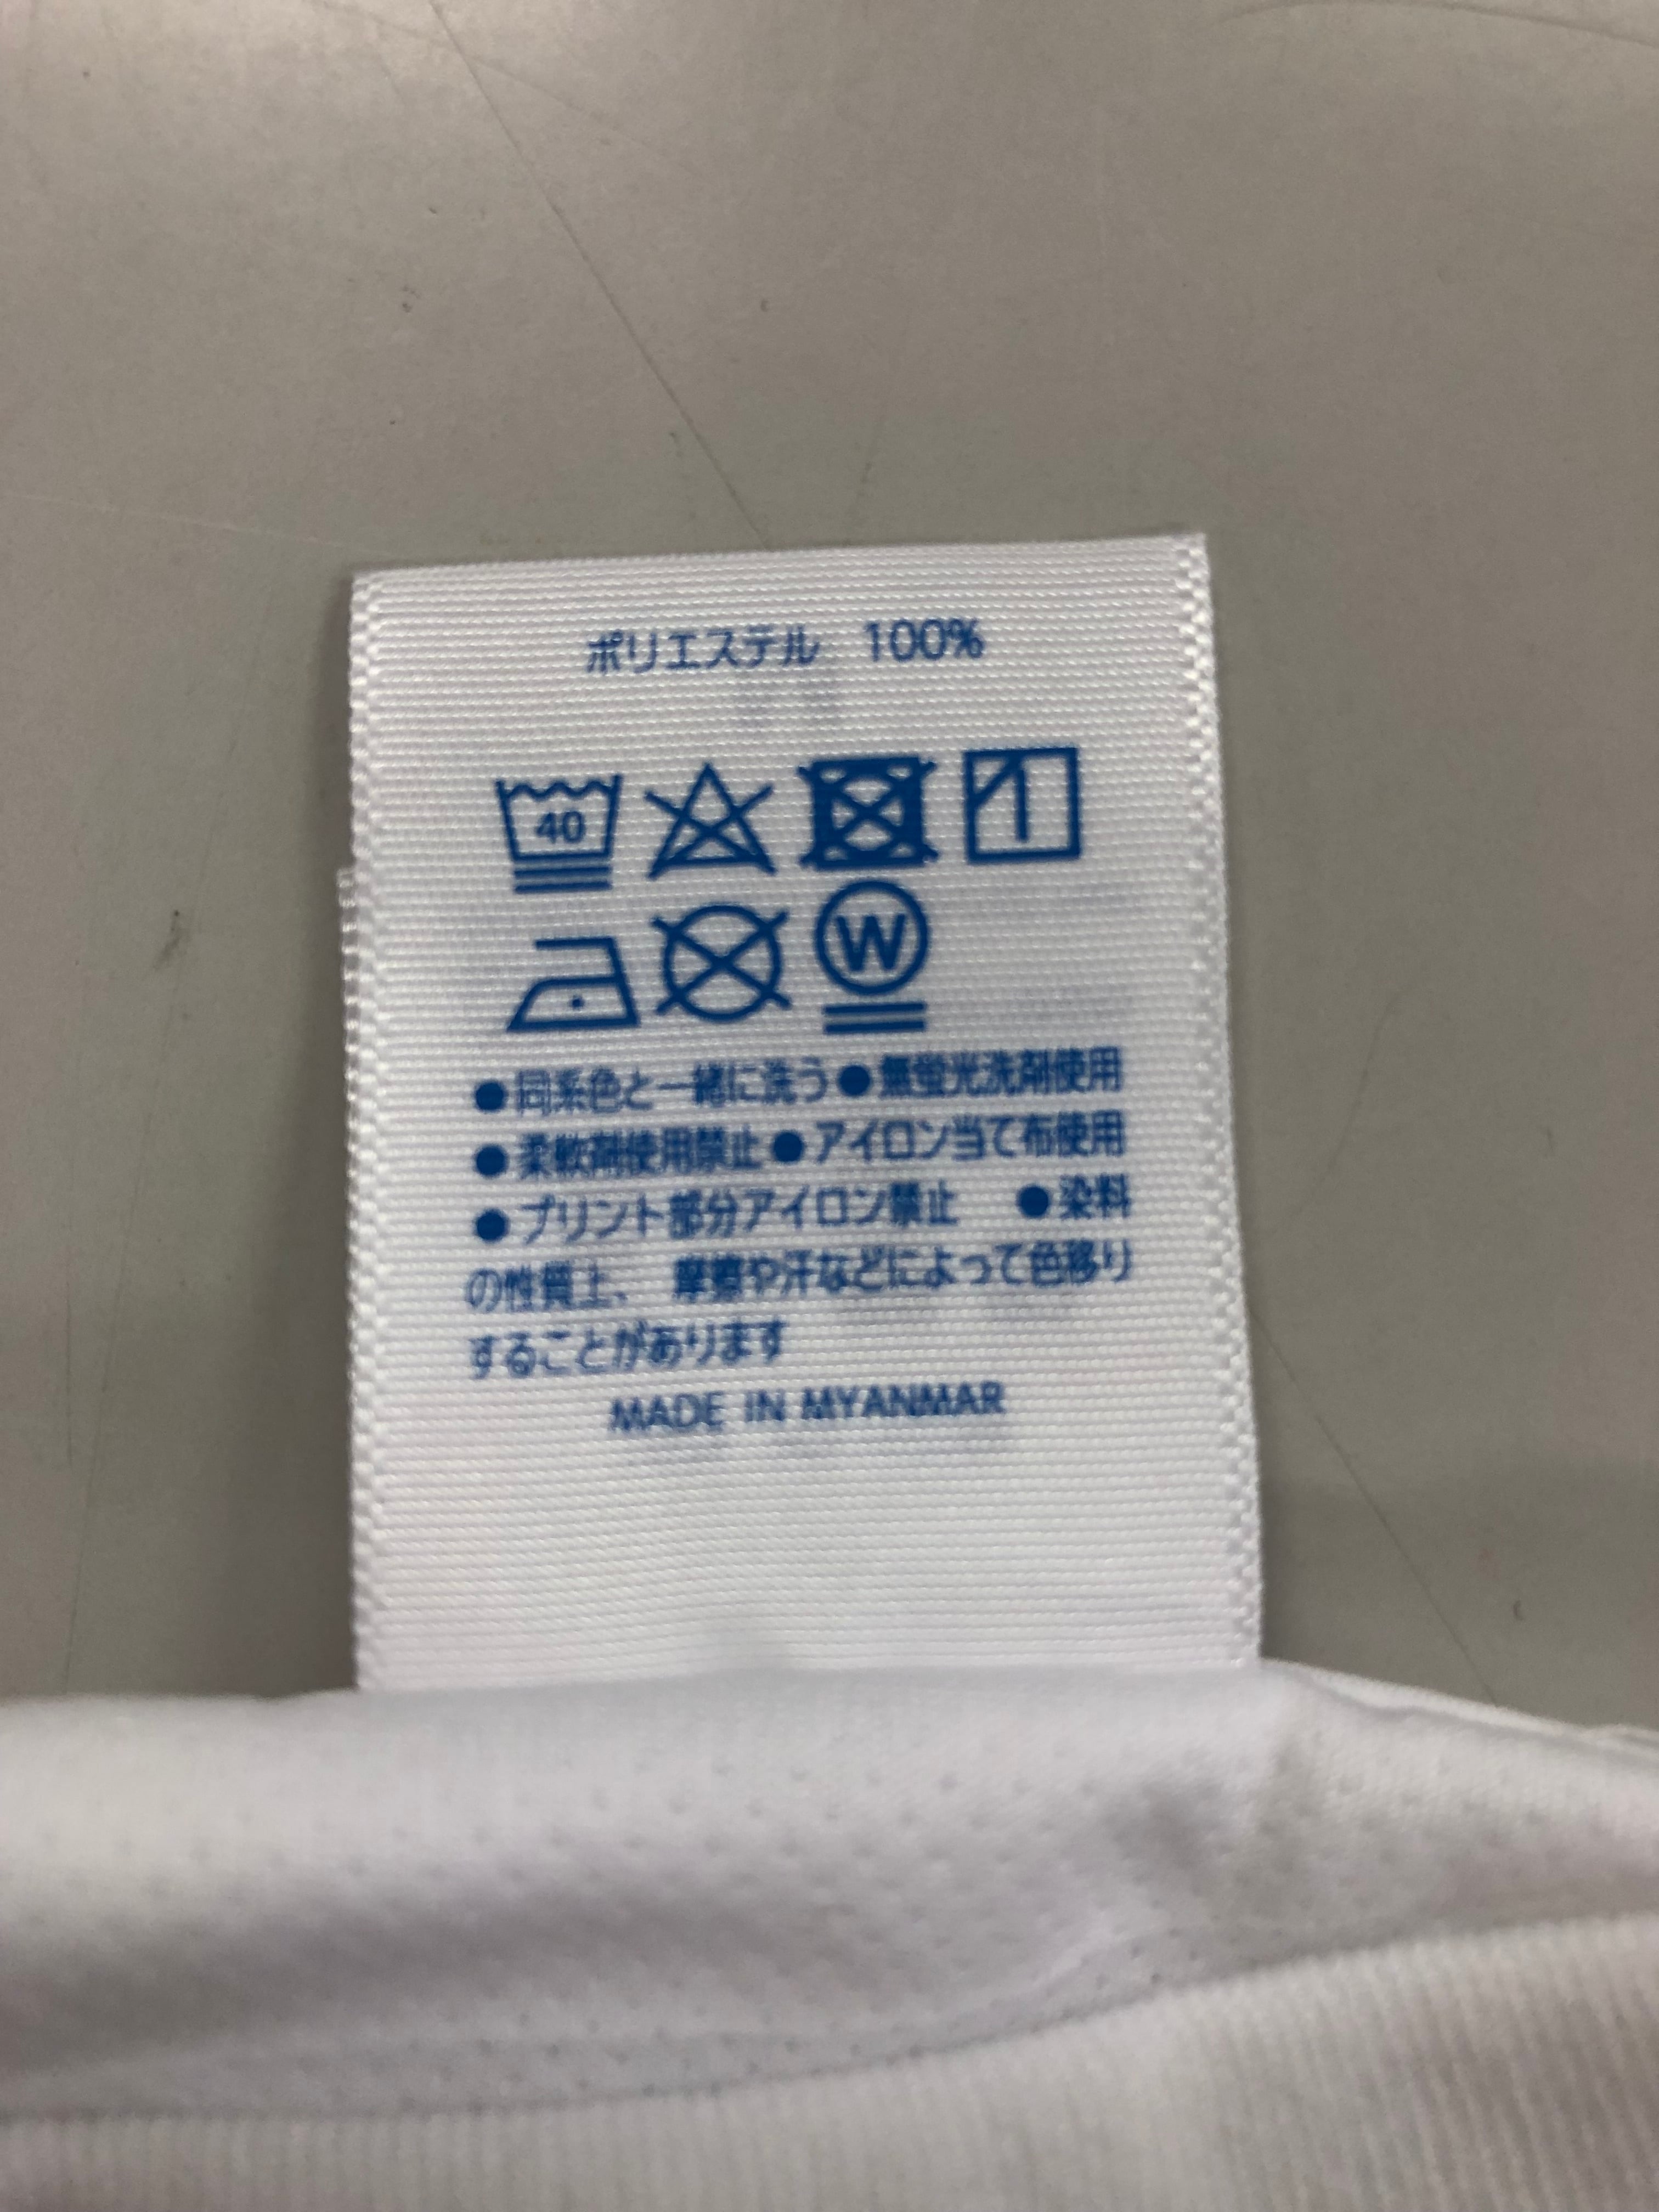 ポリエステル 100%
40
W
●同系色と一緒に洗う●無蛍光洗剤使用
●柔軟剤使用禁止●アイロン当て布使用
●プリント部分アイロン禁止 ●染料
の性質上、 摩擦や汗などによって色移り
することがあります
MADE IN MYANMAR